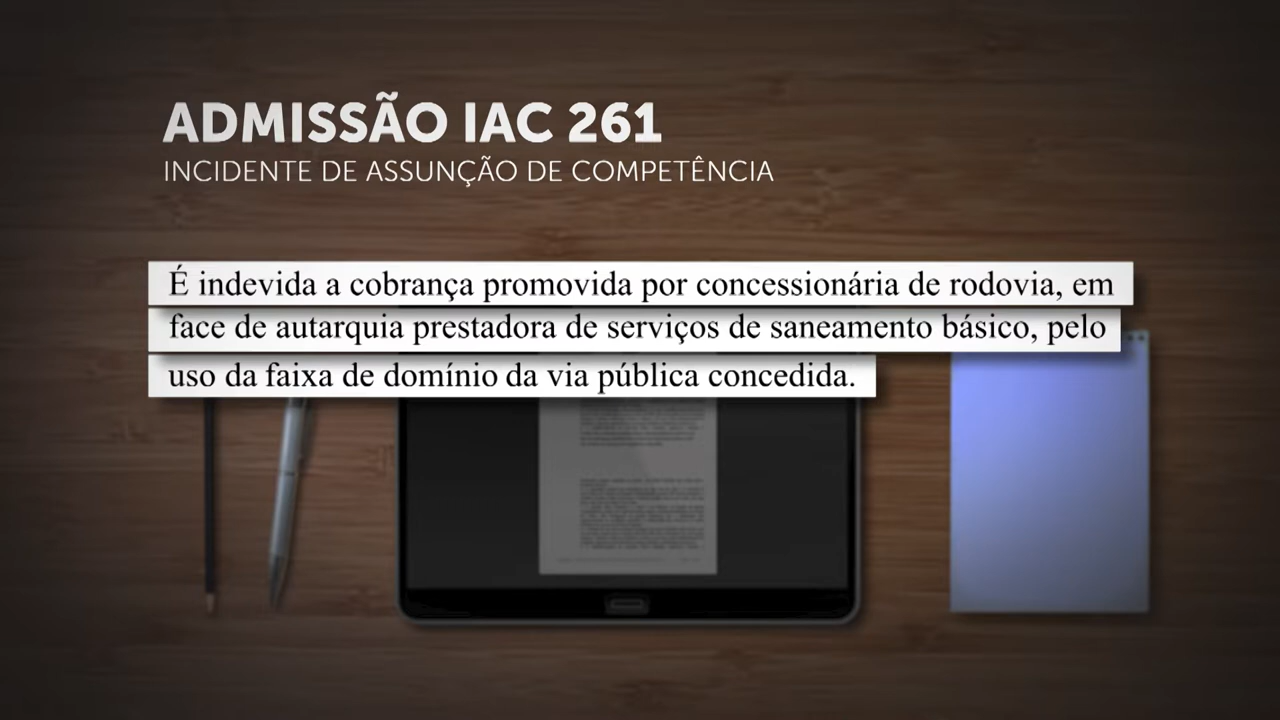 ADMISSÃO IAC 261
INCIDENTE DE ASSUNÇÃO DE COMPETÊNCIA
É indevida a cobrança promovida por concessionária de rodovia, em
face de autarquia prestadora de serviços de saneamento básico, pelo
uso da faixa de domínio da via pública concedida.